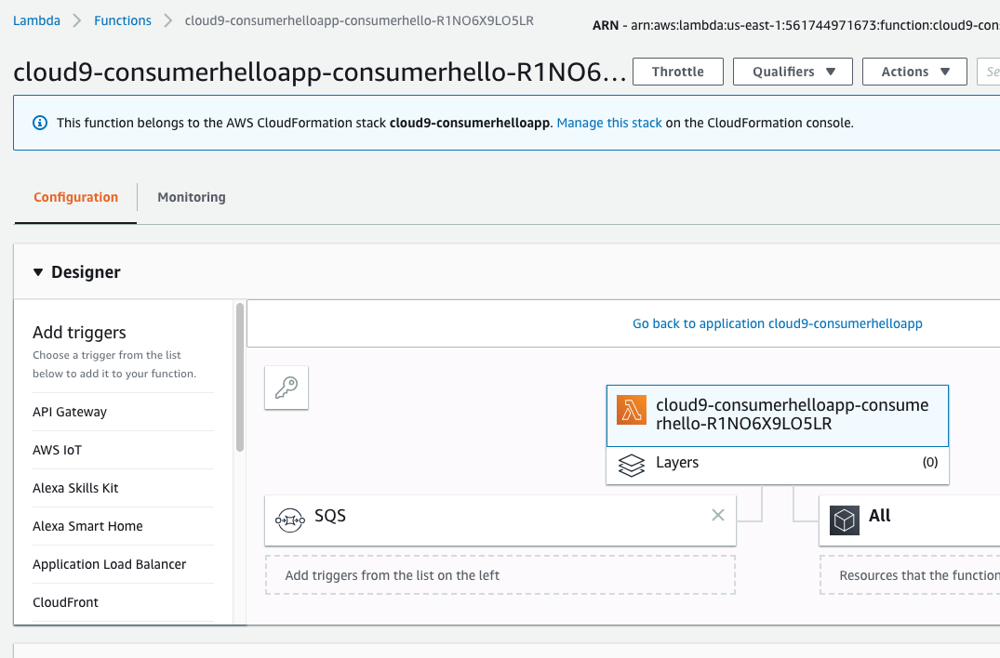 Lambda > Functions > cloud9-consumerhelloapp-consumerhello-R1NO6X9LO5LR
ARN - arn:aws:lambda:us-east-1:561744971673:function:cloud9-con
cloud9-consumerhelloapp-consumerhello-R1NO6...
Throttle
Qualifiers
Actions
Se
This function belongs to the AWS CloudFormation stack cloud9-consumerhelloapp. Manage this stack on the CloudFormation console.
Configuration
Monitoring
Designer
Add triggers
Choose a trigger from the list
below to add it to your function.
API Gateway
AWS IoT
Alexa Skills Kit
Alexa Smart Home
Application Load Balancer
CloudFront
Go back to application cloud9-consumerhelloapp
cloud9-consumerhelloapp-consume
rhello-R1NO6X9LO5LR
Layers (0)
SQS
Add triggers from the list on the left
All
Resources that the function